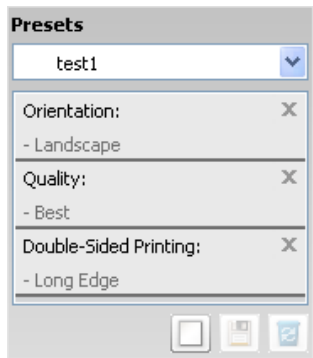 Presets
test1
Orientation:
- Landscape
Quality:
- Best
Double-Sided Printing:
- Long Edge